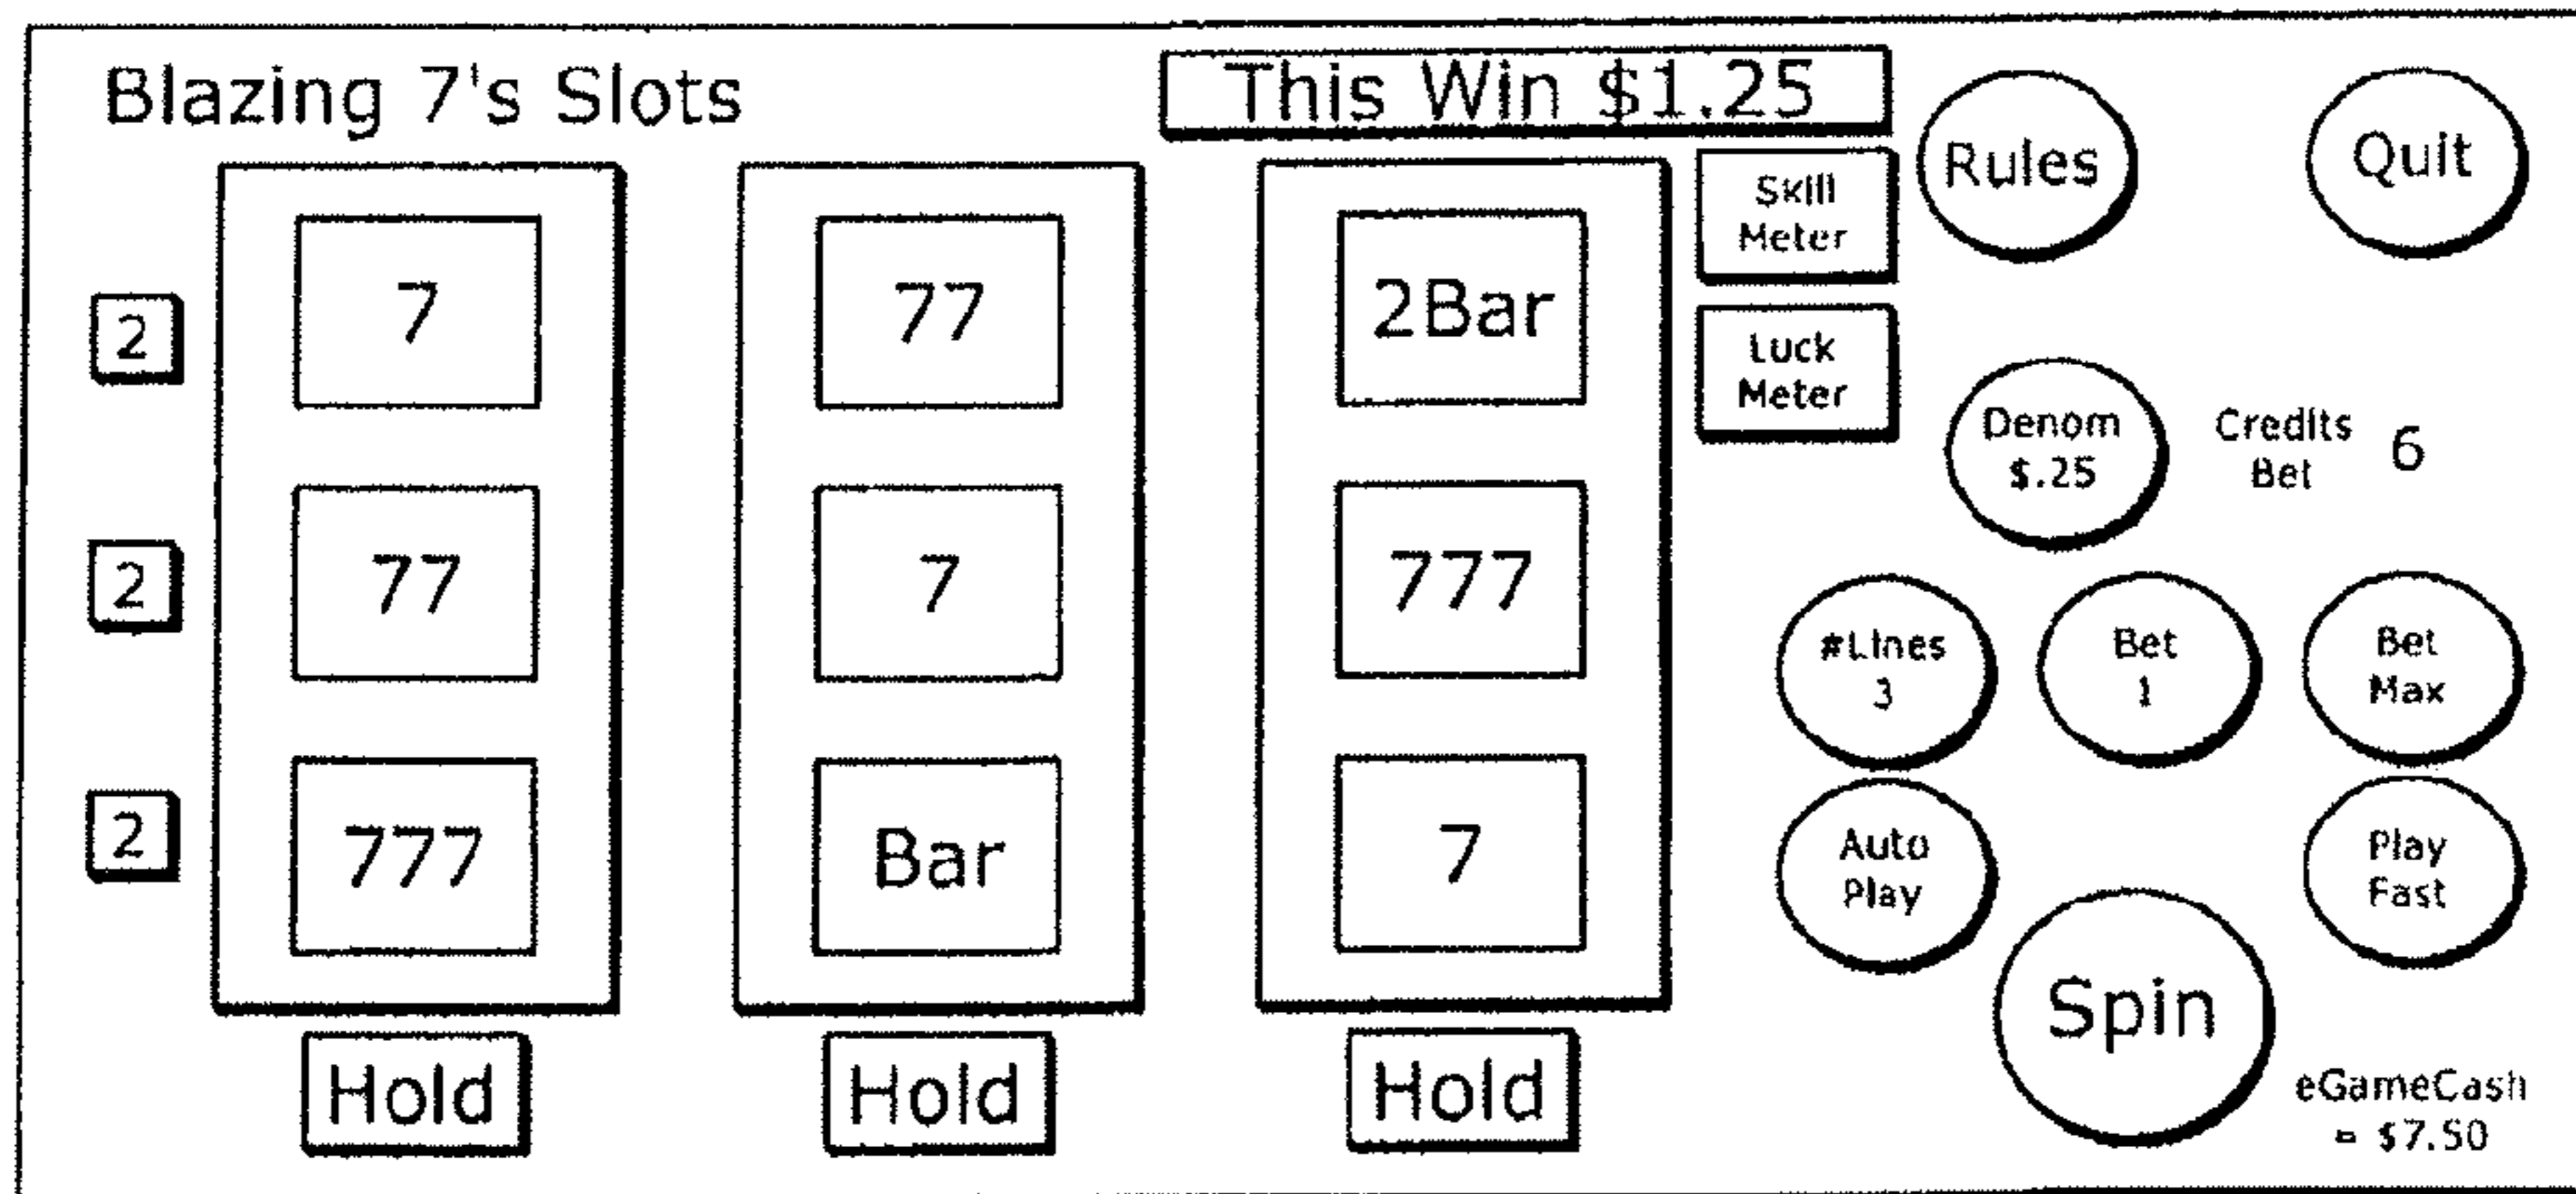 Blazing 7's Slots
This Win $1.25
Rules
Quit
Skill
Meter
Luck
Meter
2
7
77
2Bar
Denom
$.25
Credits
Bet
6
2
77
7
777
#Lines
3
Bet
1
Bet
Max
2
777
Bar
7
Auto
Play
Play
Fast
Spin
Hold
Hold
Hold
eGameCash
= $7.50